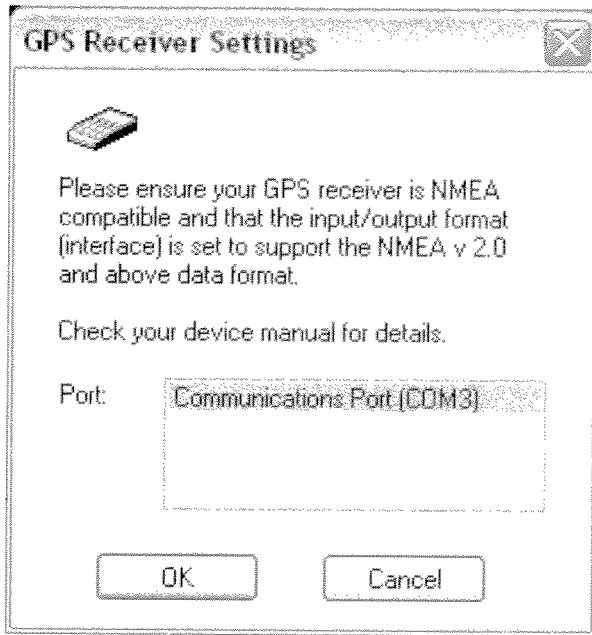 GPS Receiver Settings
Please ensure your GPS receiver is NMEA
compatible and that the input/output format
(interface) is set to support the NMEA v 2.0
and above data format.
Check your device manual for details.
Port:
Communications Port (COM3)
OK
Cancel